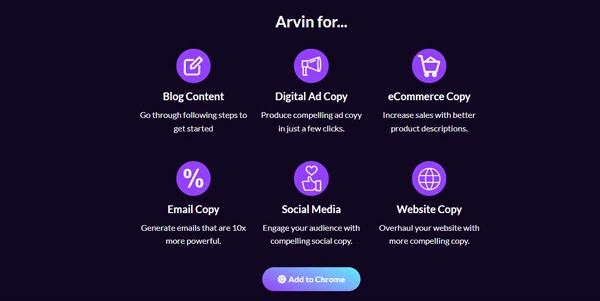 Arvin for...
Blog Content
Go through following steps to
get started
Digital Ad Copy
Produce compelling ad coyy
in just a few clicks.
eCommerce Copy
Increase sales with better
product descriptions.
%
Email Copy
Generate emails that are 10x
more powerful.
Social Media
Engage your audience with
compelling social copy.
Website Copy
Overhaul your website with
more compelling copy.
Add to Chrome